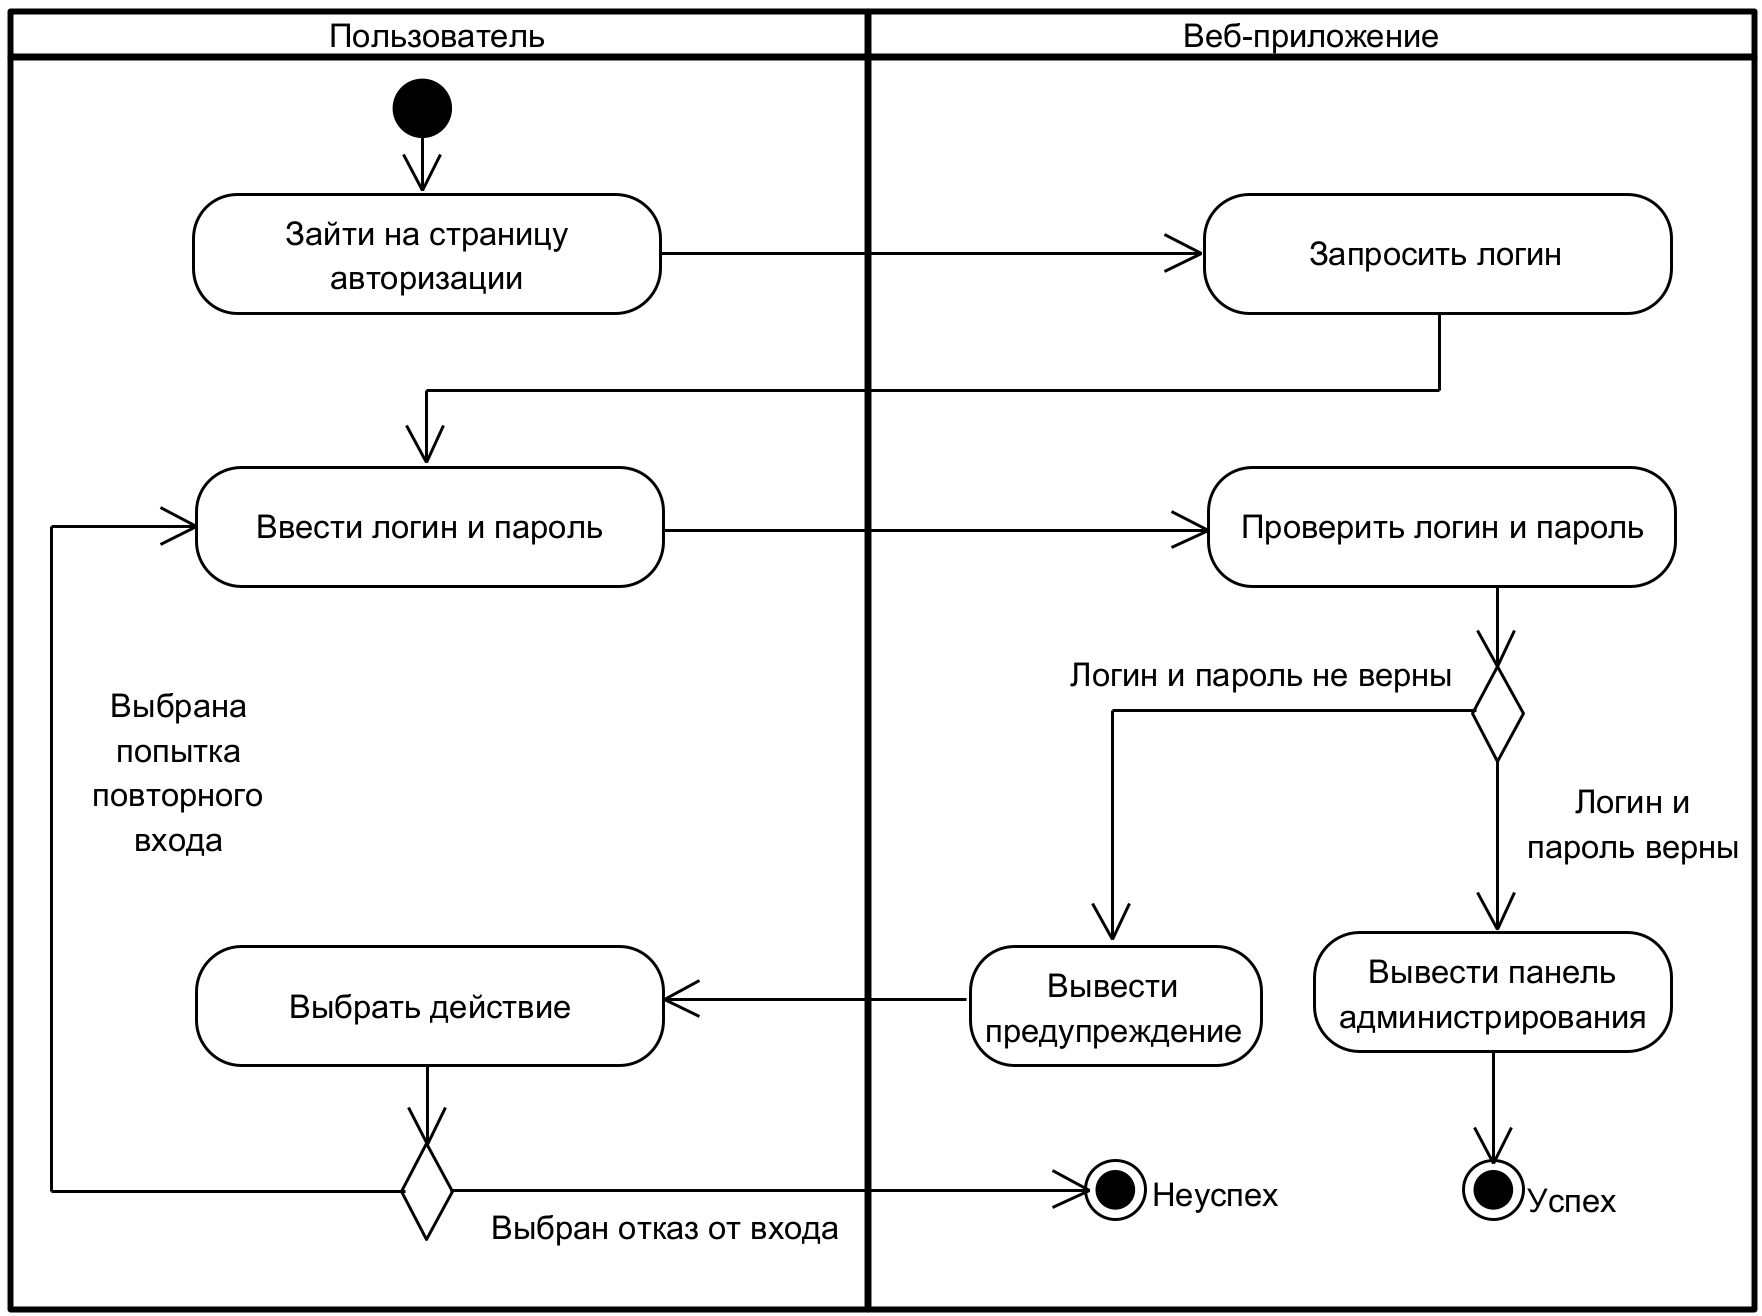 Пользователь
Веб-приложение
Зайти на страницу
авторизации
Запросить логин
Ввести логин и пароль
Проверить логин и пароль
Логин и пароль не верны
Выбрана
попытка
повторного
входа
Логин и
пароль верны
Выбрать действие
Вывести
предупреждение
Вывести панель
администрирования
Выбран отказ от входа
Неуспех
Успех